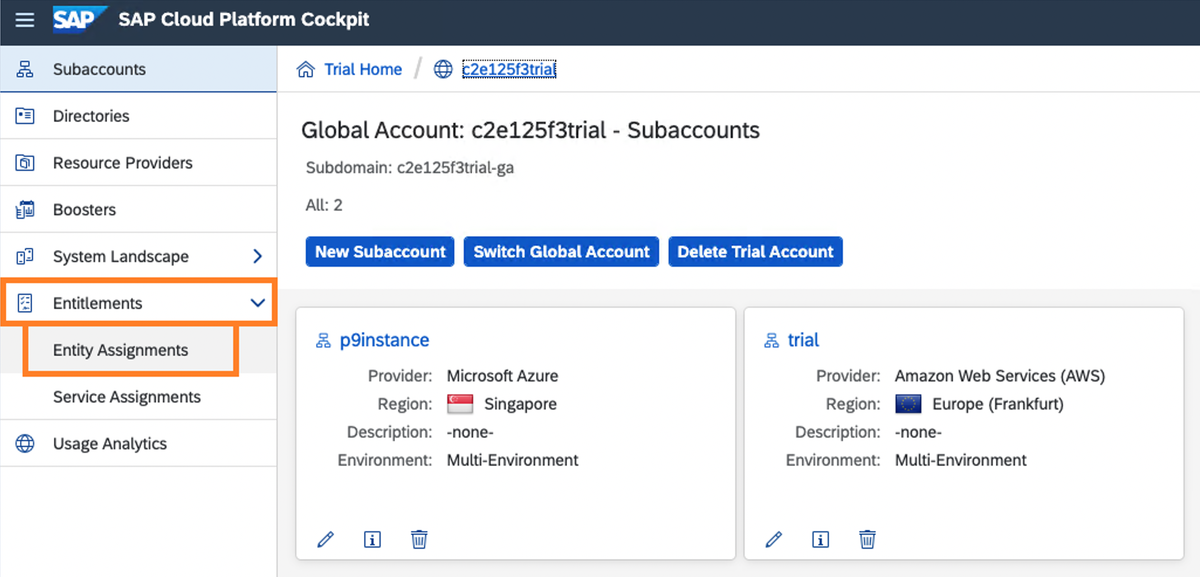 SAP SAP Cloud Platform Cockpit
Subaccounts
Directories
Resource Providers
Boosters
System Landscape
Entitlements
Entity Assignments
Service Assignments
Usage Analytics
Trial Home / c2e125f3trial
Global Account: c2e125f3trial - Subaccounts
Subdomain: c2e125f3trial-ga
All: 2
New Subaccount Switch Global Account Delete Trial Account
p9instance
Provider: Microsoft Azure
Region: Singapore
Description: -none-
Environment: Multi-Environment
trial
Provider: Amazon Web Services (AWS)
Region: Europe (Frankfurt)
Description: -none-
Environment: Multi-Environment